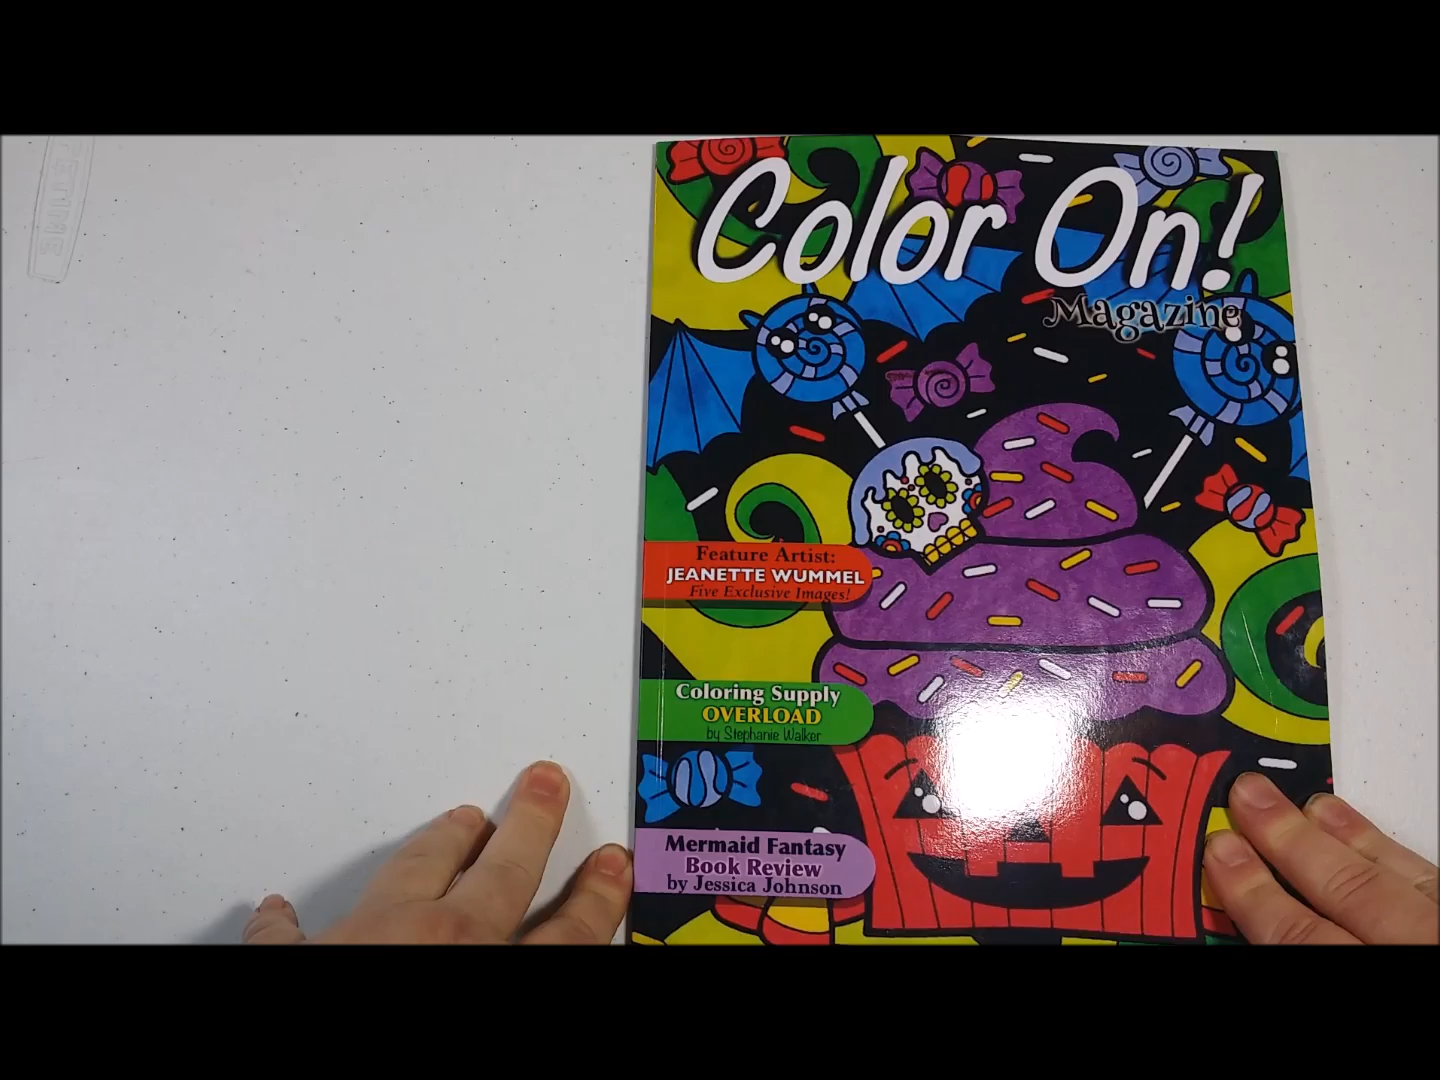 Color On!
Magazine
Feature Artist:
JEANETTE WUMMEL
Five Exclusive Images!
Coloring Supply
OVERLOAD
by Stephanie Walker
Mermaid Fantasy
Book Review
by Jessica Johnson